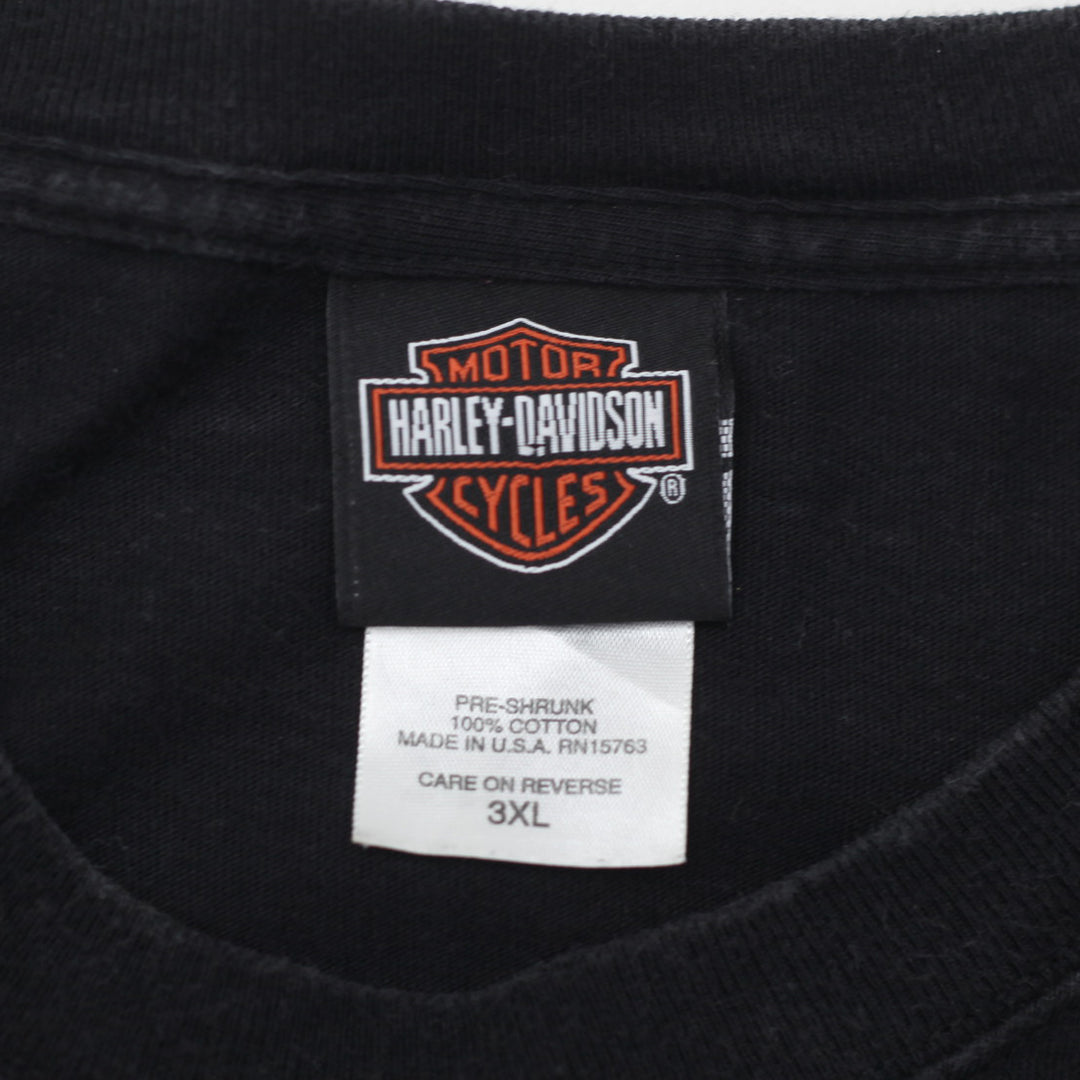 MOTOR
HARLEY-DAVIDSON
CYCLES
®
PRE-SHRUNK
100% COTTON
MADE IN U.S.A. RN15763
CARE ON REVERSE
3XL